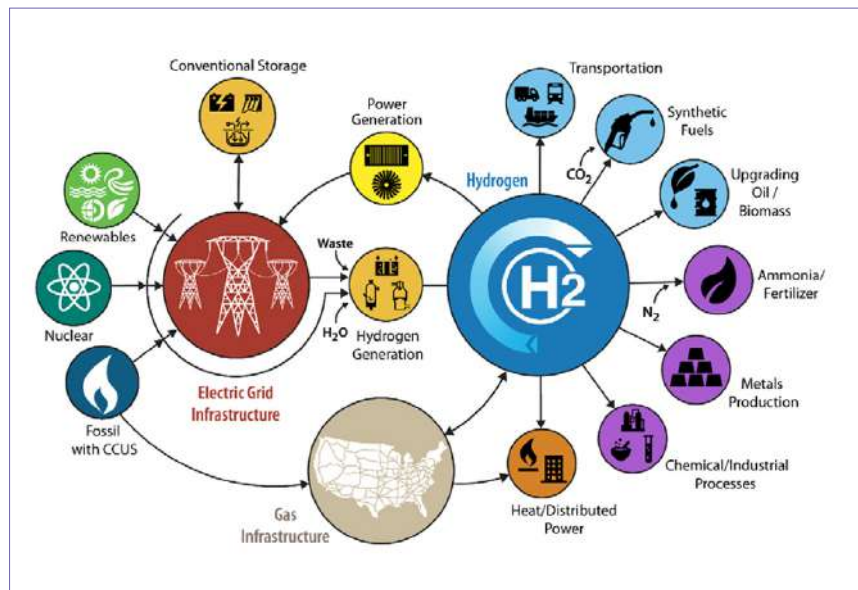 Conventional Storage
Transportation
Power
Generation
Synthetic
Fuels
Hydrogen
CO2
Upgrading
Oil /
Biomass
Renewables
Waste
H2
Ammonia/
Fertilizer
N2
Nuclear
H2O
Hydrogen
Generation
Electric Grid
Infrastructure
Metals
Production
Fossil
with CCUS
Chemical/Industrial
Processes
Gas
Infrastructure
Heat/Distributed
Power